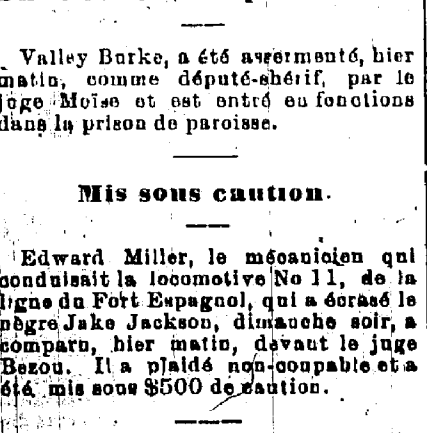 Valley Burke, a été assermenté, hier
matin, comme député-shérif, par le
juge Moïse et est entré en fonctions
dans la prison de paroisse.
Mis sous caution.
Edward Miller, le mécanicien qui
conduisait la locomotive No 11, de la
ligne du Fort Espagnol, qui a écrasé le
nègre Jake Jackson, dimanche soir, a
comparu, hier matin, devant le juge
Bezou. Il a plaidé non-coupable et a
été mis sous $500 de caution.